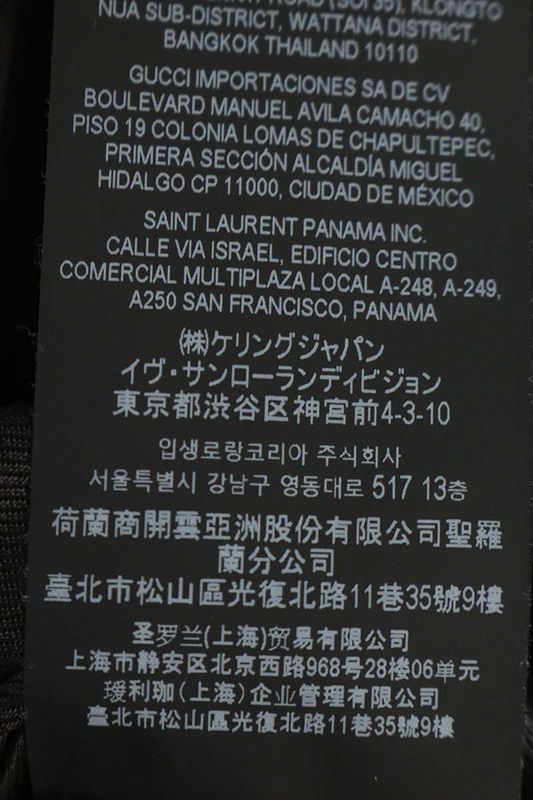 ROAD (SOI 35), KLONGTO
NUA SUB-DISTRICT, WATTANA DISTRICT,
BANGKOK THAILAND 10110
GUCCI IMPORTACIONES SA DE CV
BOULEVARD MANUEL AVILA CAMACHO 40,
PISO 19 COLONIA LOMAS DE CHAPULTEPEC,
PRIMERA SECCIÓN ALCALDÍA MIGUEL
HIDALGO CP 11000, CIUDAD DE MÉXICO
SAINT LAURENT PANAMA INC.
CALLE VIA ISRAEL, EDIFICIO CENTRO
COMERCIAL MULTIPLAZA LOCAL A-248, A-249,
A250 SAN FRANCISCO, PANAMA
㈱ケリングジャパン
イヴ・サンローランディビジョン
東京都渋谷区神宮前4-3-10
입생로랑코리아 주식회사
서울특별시 강남구 영동대로 517 13층
荷蘭商開雲亞洲股份有限公司聖羅
蘭分公司
臺北市松山區光復北路11巷35號9樓
圣罗兰(上海)贸易有限公司
上海市静安区北京西路968号28楼06单元
瑷利珈(上海)企业管理有限公司
臺北市松山區光復北路11巷35號9樓